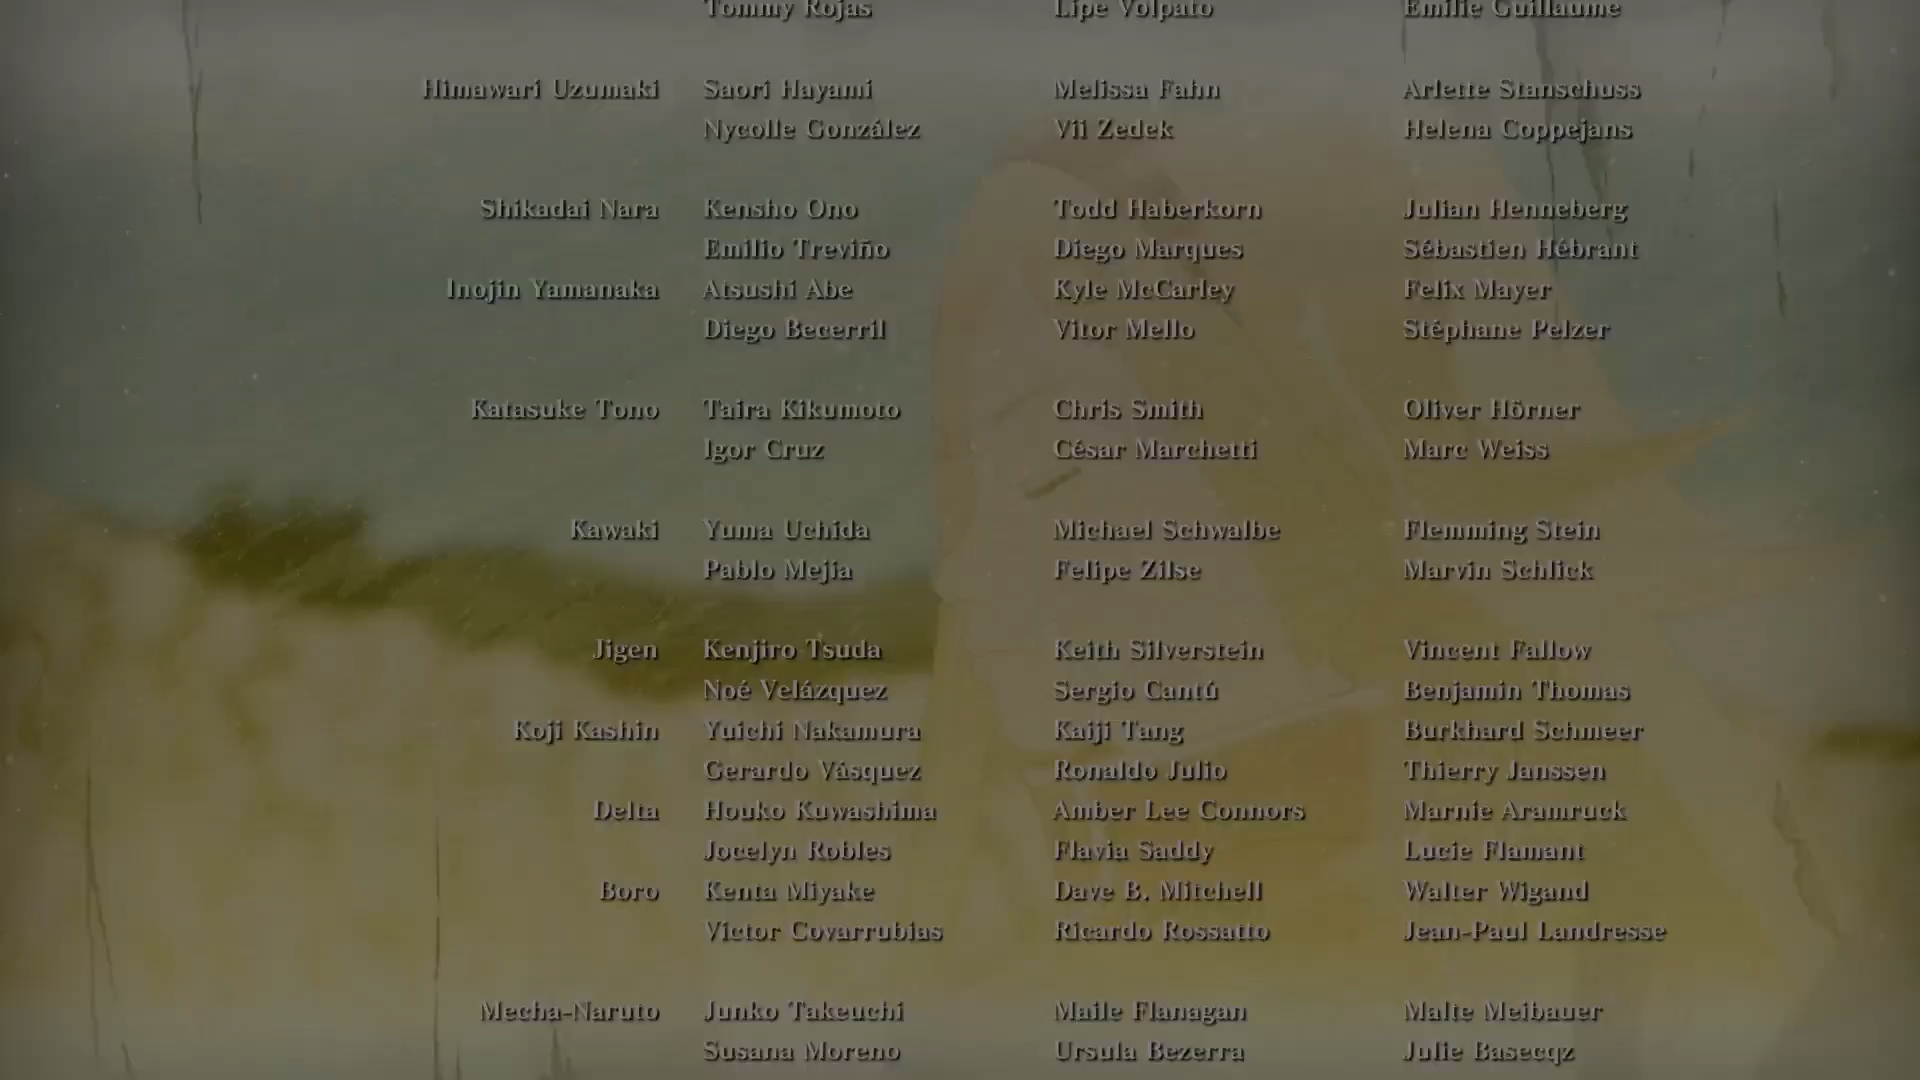 Tommy Rojas Lipe Volpato Emilie Guillaume
Himawari Uzumaki Saori Hayami Melissa Fahn Arlette Stanschuss
Nycolle González Vii Zedek Helena Coppejans
Shikadai Nara Kensho Ono Todd Haberkorn Julian Henneberg
Emilio Treviño Diego Marques Sébastien Hébrant
Inojin Yamanaka Atsushi Abe Kyle McCarley Felix Mayer
Diego Becerril Vitor Mello Stéphane Pelzer
Katasuke Tono Taira Kikumoto Chris Smith Oliver Hörner
Igor Cruz César Marchetti Marc Weiss
Kawaki Yuma Uchida Michael Schwalbe Flemming Stein
Pablo Mejia Felipe Zilse Marvin Schlick
Jigen Kenjiro Tsuda Keith Silverstein Vincent Fallow
Noé Velázquez Sergio Cantú Benjamin Thomas
Koji Kashin Yuichi Nakamura Kaiji Tang Burkhard Schmeer
Gerardo Vásquez Ronaldo Julio Thierry Janssen
Delta Houko Kuwashima Amber Lee Connors Marnie Aramruck
Jocelyn Robles Flavia Saddy Lucie Flamant
Boro Kenta Miyake Dave B. Mitchell Walter Wigand
Victor Covarrubias Ricardo Rossatto Jean-Paul Landresse
Mecha-Naruto Junko Takeuchi Maile Flanagan Malte Meibauer
Susana Moreno Ursula Bezerra Julie Basecqz